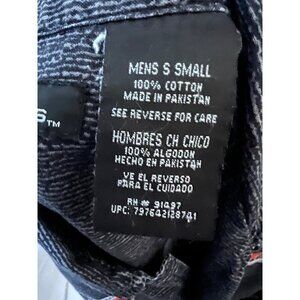 MENS S SMALL
100% COTTON
MADE IN PAKISTAN
SEE REVERSE FOR CARE
HOMBRES CH CHICO
100% ALGODON
HECHO EN PAKISTAN
VE EL REVERSO
PARA EL CUIDADO
RN# 91497
UPC: 797642128741
S™